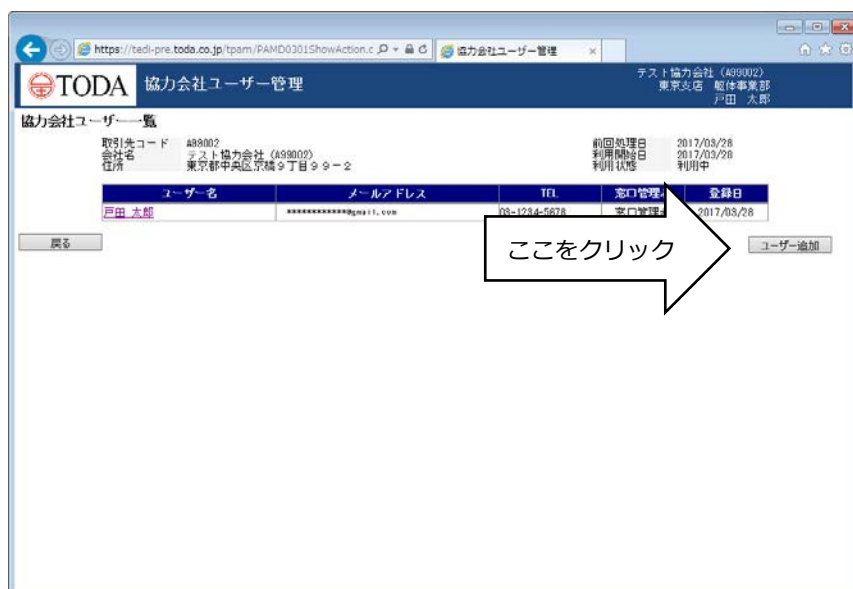 https://tedi-pre.toda.co.jp/tpam/PAMD0301ShowAction.c
協力会社ユーザー管理
TODA 協力会社ユーザー管理
テスト協力会社 (A99002)
東京支店 躯体事業部
戸田 太郎
協力会社ユーザー一覧
取引先コード A99002 前回処理日 2017/03/28
会社名 テスト協力会社 (A99002) 利用開始日 2017/03/28
住所 東京都中央区京橋9丁目99-2 利用状態 利用中
ユーザー名 メールアドレス TEL 窓口管理 登録日
戸田 太郎 ************@gmail.com 03-1234-5678 窓口管理 2017/03/28
戻る ここをクリック ユーザー追加